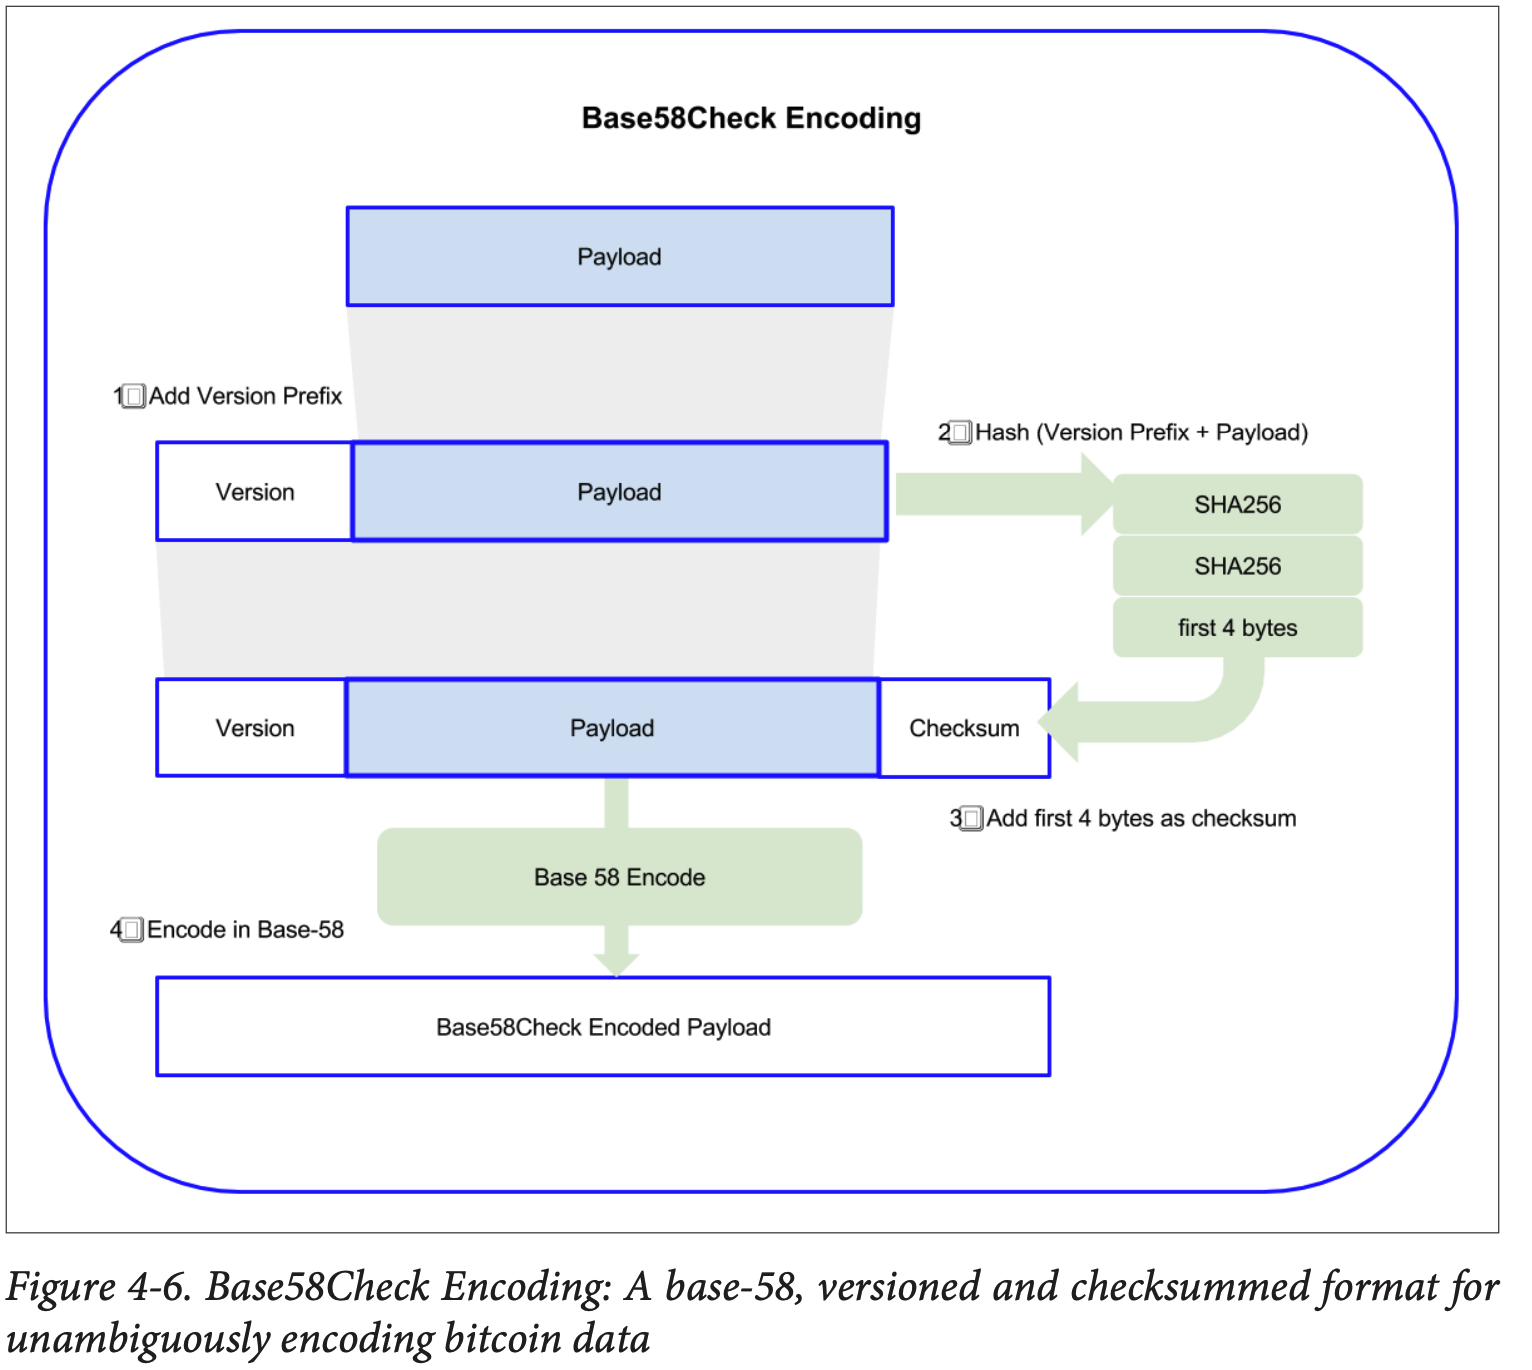 Base58Check Encoding
Payload
1 Add Version Prefix
2 Hash (Version Prefix + Payload)
Version
Payload
SHA256
SHA256
first 4 bytes
Version
Payload
Checksum
3 Add first 4 bytes as checksum
Base 58 Encode
4 Encode in Base-58
Base58Check Encoded Payload
Figure 4-6. Base58Check Encoding: A base-58, versioned and checksummed format for
unambiguously encoding bitcoin data